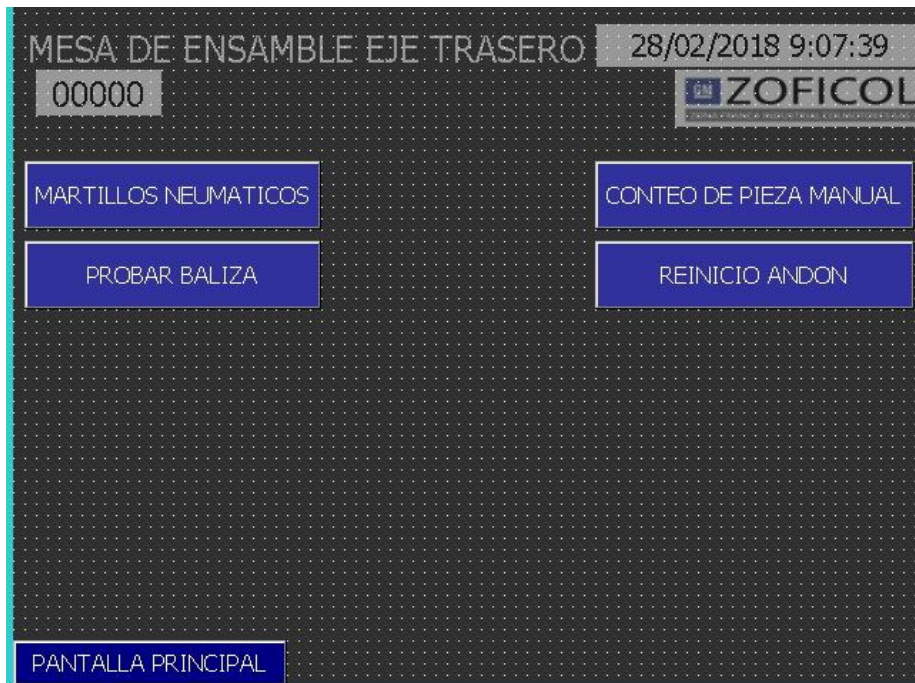 MESA DE ENSAMBLE EJE TRASERO
28/02/2018 9:07:39
00000
GM
ZOFICOL
MARTILLOS NEUMATICOS
CONTEO DE PIEZA MANUAL
PROBAR BALIZA
REINICIO ANDON
PANTALLA PRINCIPAL